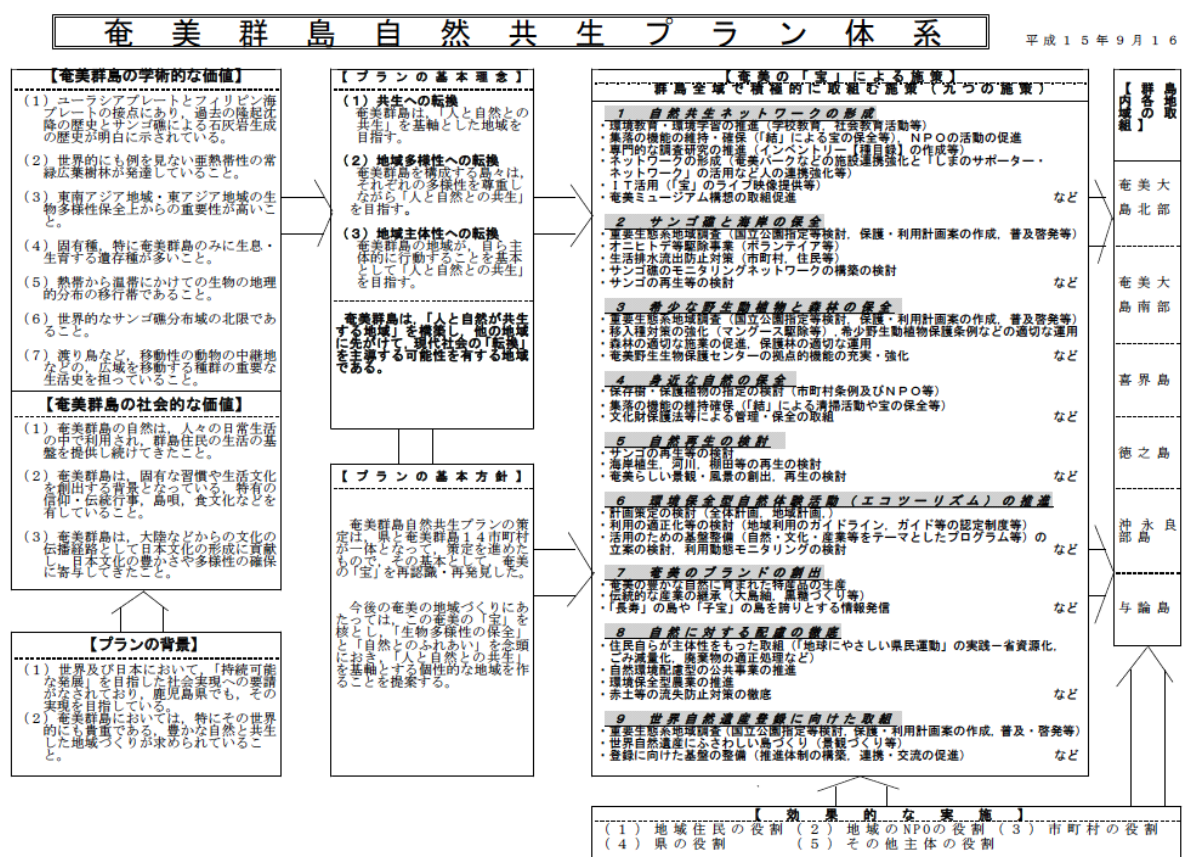 奄美群島自然共生プラン体系
平成15年9月16
【奄美群島の学術的な価値】
(1) ユーラシアプレートとフィリピン海
プレートの接点にあり，過去の隆起沈
降の歴史とサンゴ礁による石灰岩生成
の歴史が明白に示されている。
(2) 世界的にも例を見ない亜熱帯性の常
緑広葉樹林が発達していること。
(3) 東南アジア地域・東アジア地域の生
物多様性保全上からの重要性が高いこ
と。
(4) 固有種，特に奄美群島のみに生息・
生育する遺存種が多いこと。
(5) 熱帯から温帯にかけての生物の地理
的分布の移行帯であること。
(6) 世界的なサンゴ礁分布域の北限であ
ること。
(7) 渡り鳥など，移動性の動物の中継地
などの，広域を移動する種群の重要な
生活史を担っていること。
【奄美群島の社会的な価値】
(1) 奄美群島の自然は，人々の日常生活
の中で利用され，群島住民の生活の基
盤を提供し続けてきたこと。
(2) 奄美群島は，固有な習慣や生活文化
を創出する背景となっている，特有の
信仰・伝統行事，島唄，食文化などを
有していること。
(3) 奄美群島は，大陸などからの文化の
伝播経路として日本文化の形成に貢献
し，日本文化の豊かさや多様性の確保
に寄与してきたこと。
【プランの背景】
(1) 世界及び日本において，「持続可能
な発展」を目指した社会実現への要請
がなされており，鹿児島県でも，その
実現を目指している。
(2) 奄美群島においては，特にその世界
的にも貴重である，豊かな自然と共生
した地域づくりが求められているこ
と。
【プランの基本理念】
(1) 共生への転換
奄美群島は，「人と自然との
共生」を基軸とした地域を
目指す。
(2) 地域多様性への転換
奄美群島を構成する島々は，
それぞれの多様性を尊重し
ながら「人と自然との共生」
を目指す。
(3) 地域主体性への転換
奄美群島の地域が，自ら主
体的に行動することを基本
として「人と自然との共生」
を目指す。
奄美群島は，「人と自然が共生
する地域」を構築し，他の地域
に先がけて，現代社会の「転換」
を主導する可能性を有する地域
である。
【プランの基本方針】
奄美群島自然共生プランの策
定は，県と奄美群島14市町村
が一体となって，策定を進めた
もので，その基本として，奄美
の「宝」を再認識・再発見した。
今後の奄美の地域づくりにあ
たっては，この奄美の「宝」を
核とし，「生物多様性の保全」
と「自然とのふれあい」を念頭
におき，「人と自然との共生」
を基軸とする個性的な地域を作
ることを提案する。
【奄美の「宝」による施策】
群島全域で積極的に取組む施策（九つの施策）
1 自然共生ネットワークの形成
・環境教育・環境学習の推進（学校教育，社会教育活動等）
・集落の機能の維持・確保（「結」による宝の保全等），NPOの活動の促進
・専門的な調査研究の推進（インベントリー【種目録】の作成等）
・ネットワークの形成（奄美パークなどの施設連携強化と「しまのサポーター・
ネットワーク」の活用など人の連携強化等）
・IT活用（「宝」のライブ映像提供等）
・奄美ミュージアム構想の取組促進 など
2 サンゴ礁と海岸の保全
・重要生態系地域調査（国立公園指定等検討，保護・利用計画案の作成，普及啓発等）
・オニヒトデ等駆除事業（ボランテイア等）
・生活排水流出防止対策（市町村，住民等）
・サンゴ礁のモニタリングネットワークの構築の検討
・サンゴの再生等の検討 など
3 希少な野生動植物と森林の保全
・重要生態系地域調査（国立公園指定等検討，保護・利用計画案の作成，普及啓発等）
・移入種対策の強化（マングース駆除等），希少野生動植物保護条例などの適切な運用
・森林の適切な施業の促進，保護林の適切な運用
・奄美野生生物保護センターの拠点的機能の充実・強化 など
4 身近な自然の保全
・保存樹・保護植物の指定の検討（市町村条例及びNPO等）
・集落の機能の維持確保（「結」による清掃活動や宝の保全等）
・文化財保護法等による管理・保全の取組 など
5 自然再生の検討
・サンゴの再生等の検討
・海岸植生，河川，棚田等の再生の検討
・奄美らしい景観・風景の創出，再生の検討 など
6 環境保全型自然体験活動（エコツーリズム）の推進
・計画策定の検討（全体計画，地域計画，）
・利用の適正化等の検討（地域利用のガイドライン，ガイド等の認定制度等）
・活用のための基盤整備（自然・文化・産業等をテーマとしたプログラム等）の
立案の検討，利用動態モニタリングの検討 など
7 奄美のブランドの創出
・奄美の豊かな自然に育まれた特産品の生産
・伝統的な産業の継承（大島紬，黒糖づくり等）
・「長寿」の島や「子宝」の島を誇りとする情報発信 など
8 自然に対する配慮の徹底
・住民自らが主体性をもった取組（「地球にやさしい県民運動」の実践－省資源化，
ごみ減量化，廃棄物の適正処理など）
・自然環境配慮型の公共事業の推進
・環境保全型農業の推進
・赤土等の流失防止対策の徹底 など
9 世界自然遺産登録に向けた取組
・重要生態系地域調査（国立公園指定等検討，保護・利用計画案の作成，普及・啓発等）
・世界自然遺産にふさわしい島づくり（景観づくり等）
・登録に向けた基盤の整備（推進体制の構築，連携・交流の促進） など
【群島内各地域の取組】
奄美大
島北部
奄美大
島南部
喜界島
徳之島
沖永良
部島
与論島
【効果的な実施】
(1) 地域住民の役割 (2) 地域のNPOの役割 (3) 市町村の役割
(4) 県の役割 (5) その他主体の役割